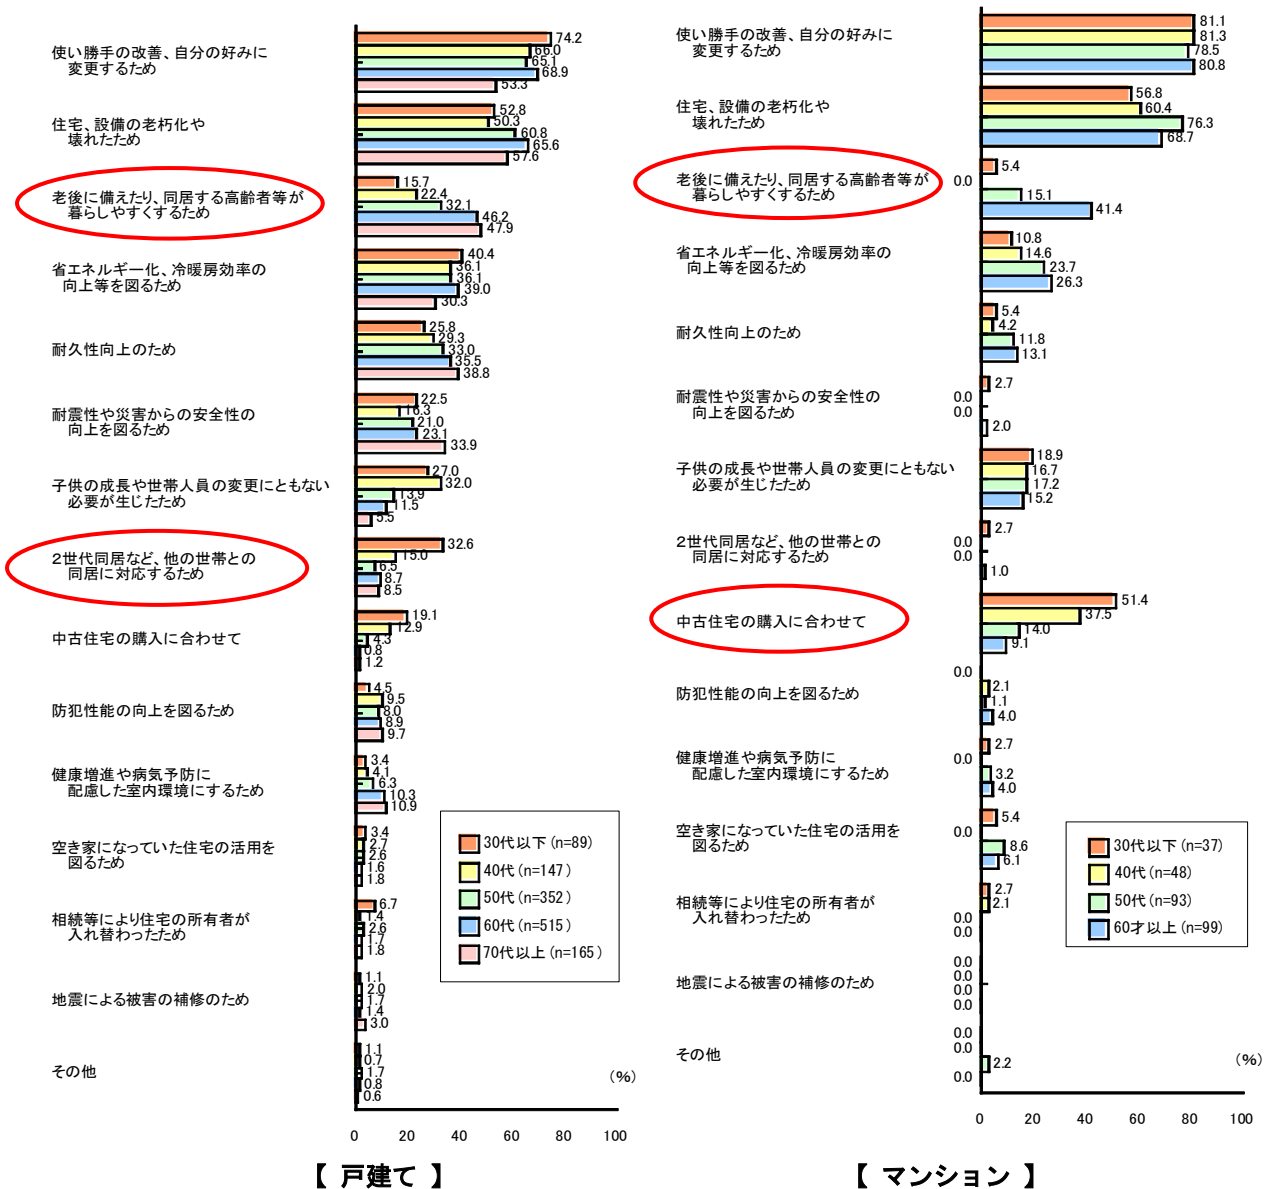 使い勝手の改善、自分の好みに
変更するため
74.2
66.0
65.1
68.9
53.3
住宅、設備の老朽化や
壊れたため
52.8
50.3
60.8
65.6
57.6
老後に備えたり、同居する高齢者等が
暮らしやすくするため
15.7
22.4
32.1
46.2
47.9
省エネルギー化、冷暖房効率の
向上等を図るため
40.4
36.1
36.1
39.0
30.3
耐久性向上のため
25.8
29.3
33.0
35.5
38.8
耐震性や災害からの安全性の
向上を図るため
22.5
16.3
21.0
23.1
33.9
子供の成長や世帯人員の変更にともない
必要が生じたため
27.0
32.0
13.9
11.5
5.5
2世代同居など、他の世帯との
同居に対応するため
32.6
15.0
6.5
8.7
8.5
中古住宅の購入に合わせて
19.1
12.9
4.3
0.8
1.2
防犯性能の向上を図るため
4.5
9.5
8.0
8.9
9.7
健康増進や病気予防に
配慮した室内環境にするため
3.4
4.1
6.3
10.3
10.9
空き家になっていた住宅の活用を
図るため
3.4
2.7
2.6
1.6
1.8
相続等により住宅の所有者が
入れ替わったため
6.7
1.4
2.6
1.7
1.8
地震による被害の補修のため
1.1
2.0
1.7
1.4
3.0
その他
1.1
0.7
1.7
0.8
0.6
30代以下(n=89)
40代(n=147)
50代(n=352)
60代(n=515)
70代以上(n=165)
(%)
0 20 40 60 80 100
【 戸建て 】
使い勝手の改善、自分の好みに
変更するため
81.1
81.3
78.5
80.8
住宅、設備の老朽化や
壊れたため
56.8
60.4
76.3
68.7
老後に備えたり、同居する高齢者等が
暮らしやすくするため
5.4
0.0
15.1
41.4
省エネルギー化、冷暖房効率の
向上等を図るため
10.8
14.6
23.7
26.3
耐久性向上のため
5.4
4.2
11.8
13.1
耐震性や災害からの安全性の
向上を図るため
2.7
0.0
0.0
2.0
子供の成長や世帯人員の変更にともない
必要が生じたため
18.9
16.7
17.2
15.2
2世代同居など、他の世帯との
同居に対応するため
2.7
0.0
0.0
1.0
中古住宅の購入に合わせて
51.4
37.5
14.0
9.1
防犯性能の向上を図るため
0.0
2.1
1.1
4.0
健康増進や病気予防に
配慮した室内環境にするため
2.7
0.0
3.2
4.0
空き家になっていた住宅の活用を
図るため
5.4
0.0
8.6
6.1
相続等により住宅の所有者が
入れ替わったため
2.7
2.1
0.0
0.0
地震による被害の補修のため
0.0
0.0
0.0
0.0
その他
0.0
0.0
2.2
0.0
30代以下(n=37)
40代(n=48)
50代(n=93)
60才以上(n=99)
(%)
0 20 40 60 80 100
【 マンション 】